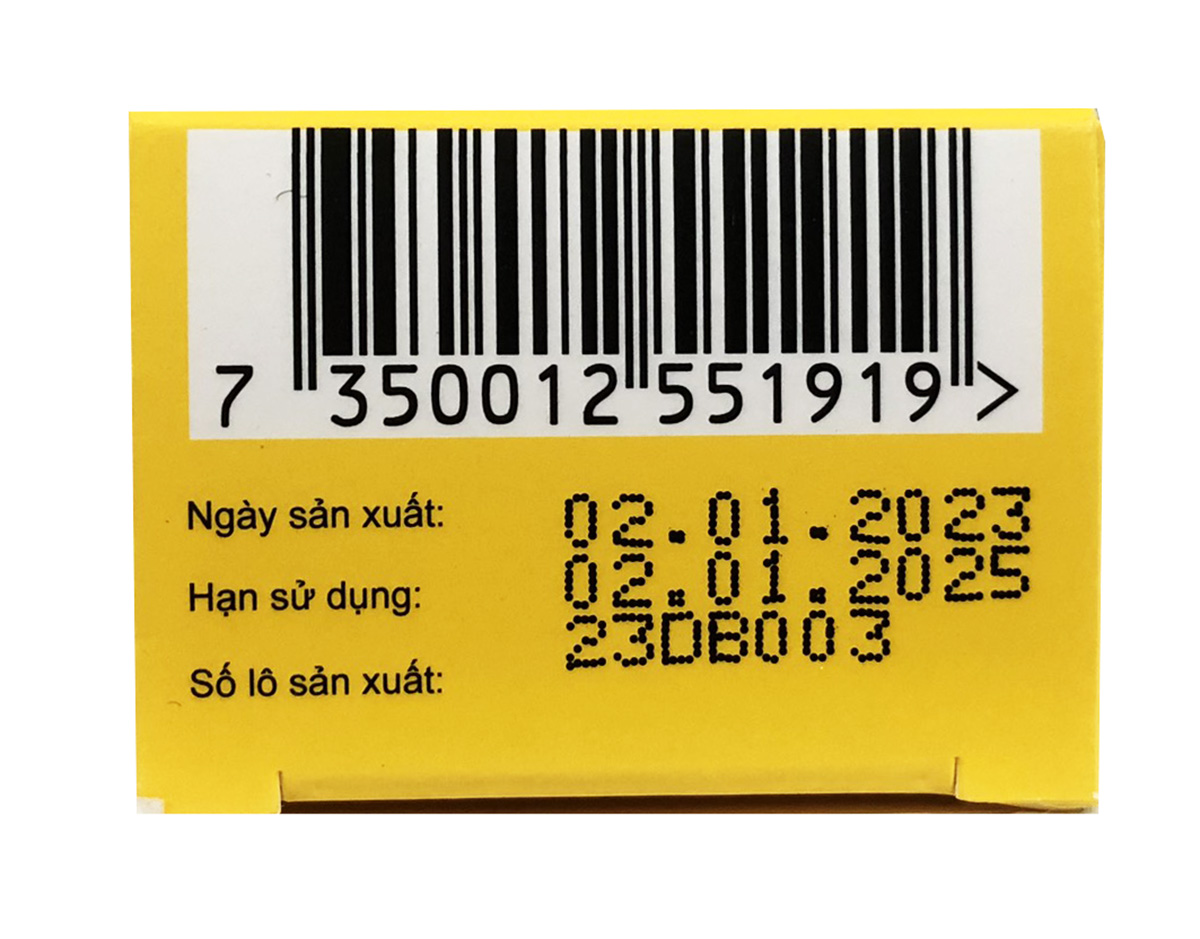 7 350012 551919 >
Ngày sản xuất: 02.01.2023
Hạn sử dụng: 02.01.2025
Số lô sản xuất: 23DB003